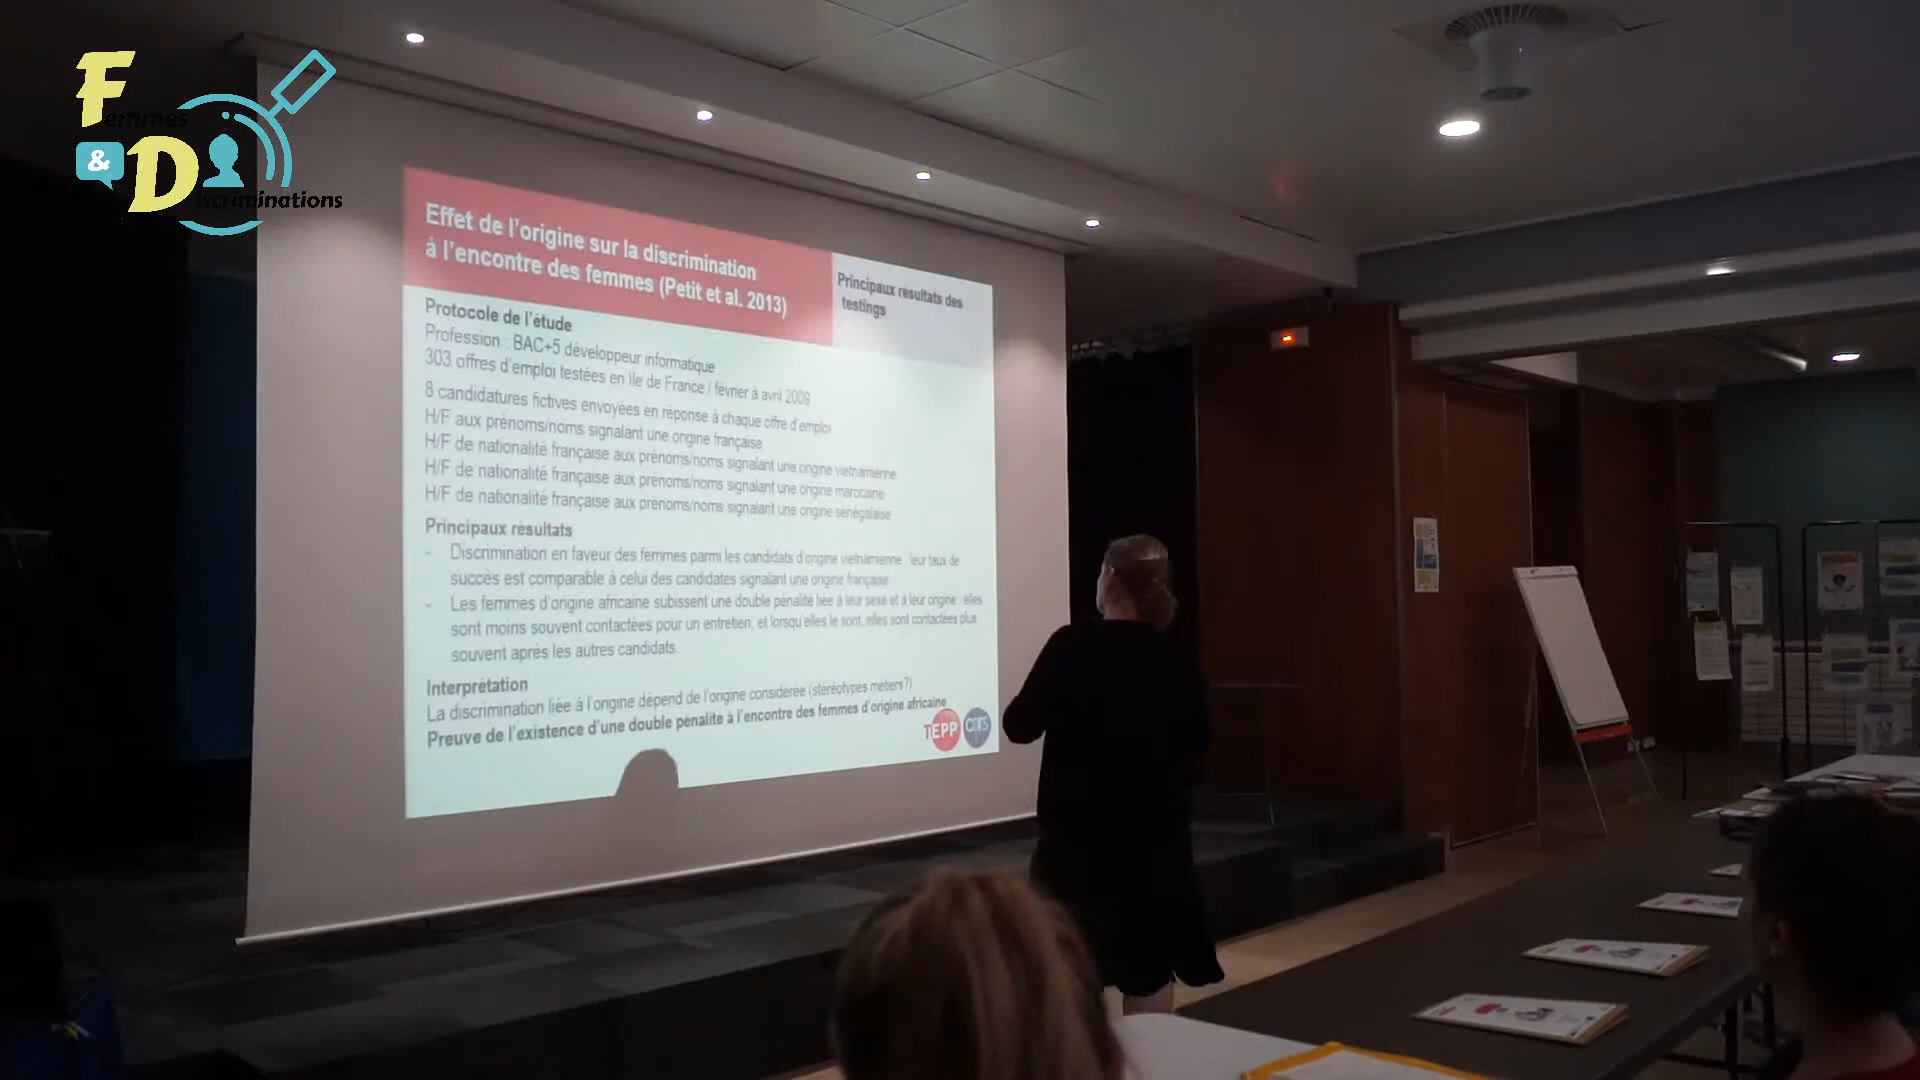 Femmes
& Discriminations
Effet de l'origine sur la discrimination
à l'encontre des femmes (Petit et al. 2013)
Principaux résultats des
testings
Protocole de l'étude
Profession : BAC+5 développeur informatique
303 offres d'emploi testées en Ile de France / février à avril 2009
8 candidatures fictives envoyées en réponse à chaque offre d'emploi
H/F aux prénoms/noms signalant une origine française
H/F de nationalité française aux prénoms/noms signalant une origine vietnamienne
H/F de nationalité française aux prénoms/noms signalant une origine marocaine
H/F de nationalité française aux prénoms/noms signalant une origine sénégalaise
Principaux résultats
- Discrimination en faveur des femmes parmi les candidats d'origine vietnamienne : leur taux de
succès est comparable à celui des candidates signalant une origine française
- Les femmes d'origine africaine subissent une double pénalité liée à leur sexe et à leur origine : elles
sont moins souvent contactées pour un entretien, et lorsqu'elles le sont, elles sont contactées plus
souvent après les autres candidats.
Interprétation
La discrimination liée à l'origine dépend de l'origine considérée (stéréotypes métiers?)
Preuve de l'existence d'une double pénalité à l'encontre des femmes d'origine africaine
TEPP
cnrs